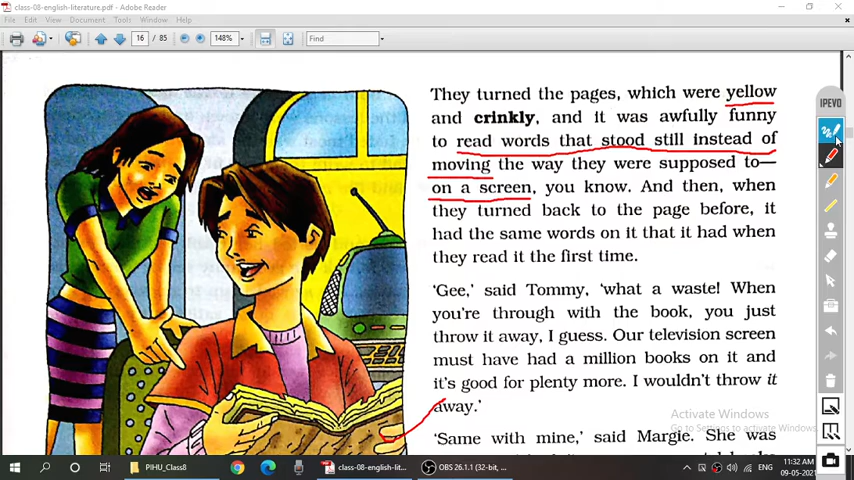 class-08-english-literature.pdf - Adobe Reader
File Edit View Document Tools Window Help
16 / 85 148% Find
They turned the pages, which were yellow
and crinkly, and it was awfully funny
to read words that stood still instead of
moving the way they were supposed to—
on a screen, you know. And then, when
they turned back to the page before, it
had the same words on it that it had when
they read it the first time.
'Gee,' said Tommy, 'what a waste! When
you're through with the book, you just
throw it away, I guess. Our television screen
must have had a million books on it and
it's good for plenty more. I wouldn't throw it
away.'
'Same with mine,' said Margie. She was
IPEVO
Activate Windows
Go to Settings to activate Windows.
PIHU_Class8
class-08-english-lit...
OBS 26.1.1 (32-bit, ...
ENG
11:32 AM
09-05-2021